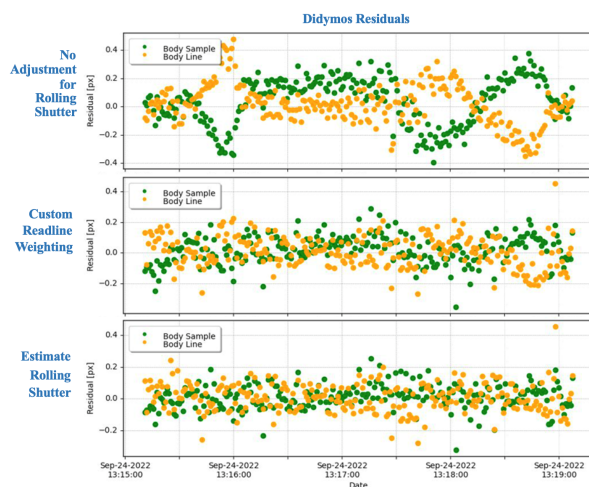 Didymos Residuals
No
Adjustment
for
Rolling
Shutter
Residual [px]
0.4
0.2
0.0
−0.2
−0.4
Body Sample
Body Line
Custom
Readline
Weighting
Residual [px]
0.4
0.2
0.0
−0.2
Body Sample
Body Line
Estimate
Rolling
Shutter
Residual [px]
0.4
0.2
0.0
−0.2
Body Sample
Body Line
Sep-24-2022 Sep-24-2022 Sep-24-2022 Sep-24-2022 Sep-24-2022
13:15:00 13:16:00 13:17:00 13:18:00 13:19:00
Date